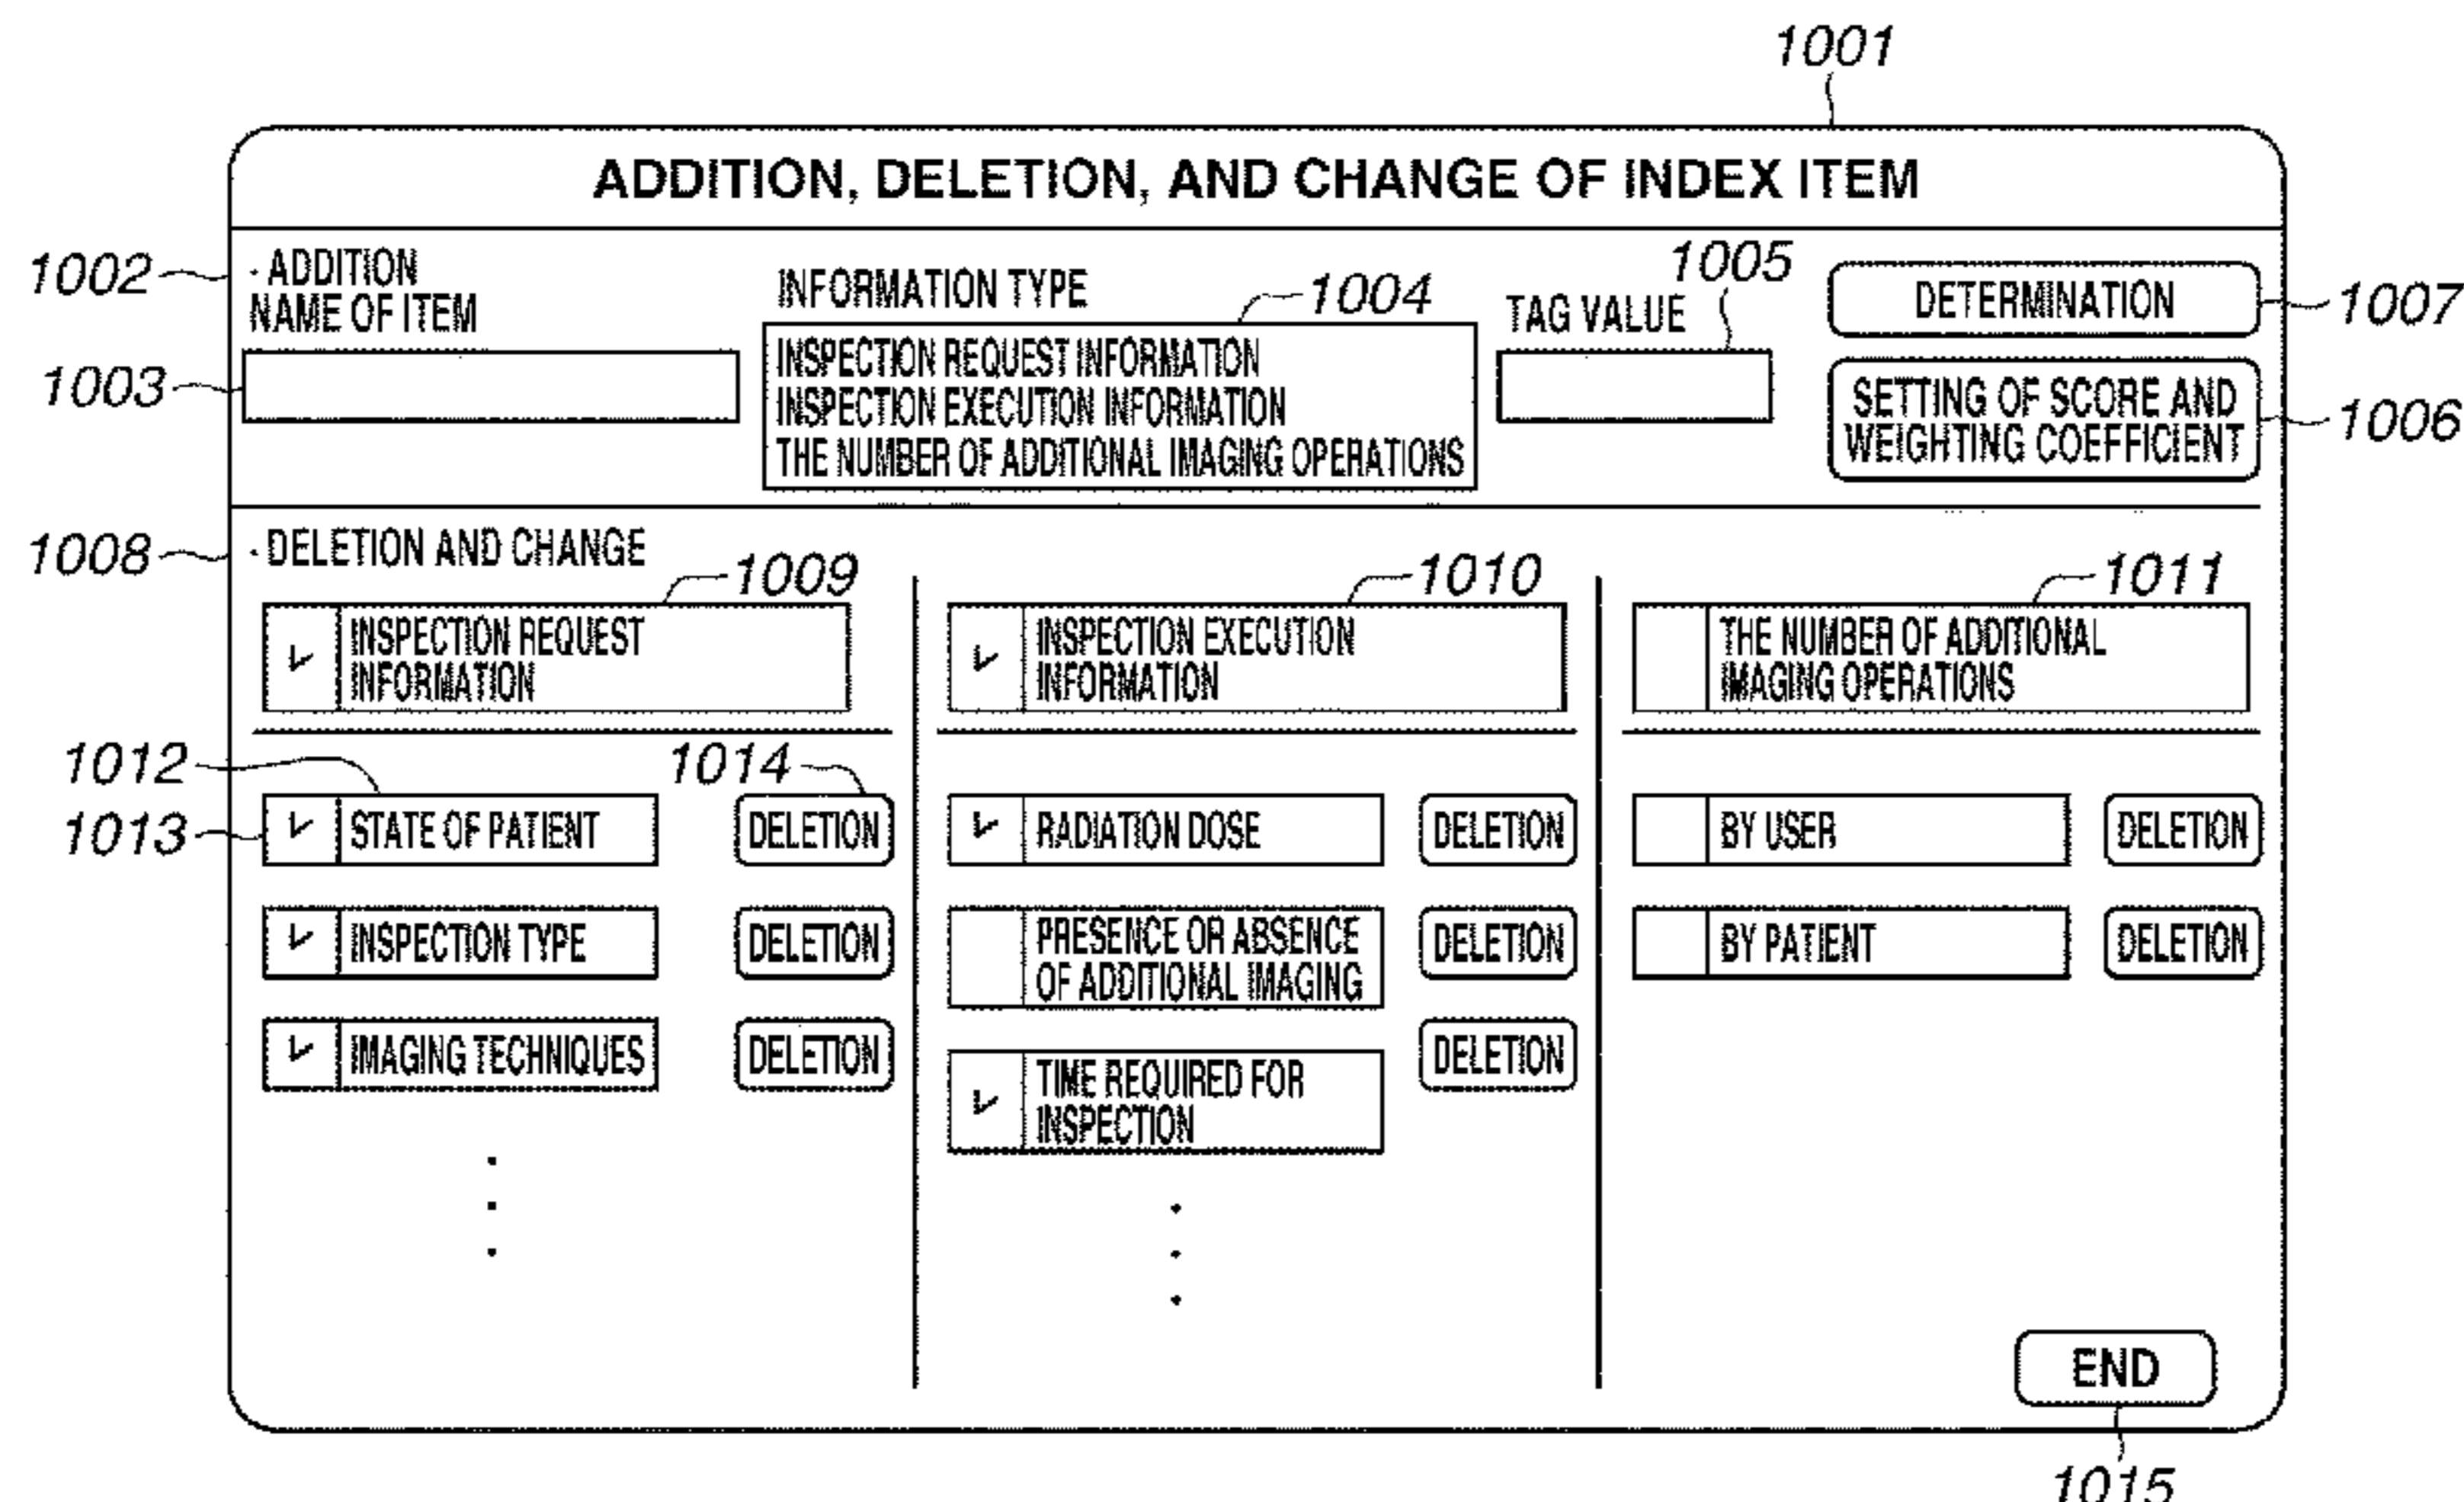 1001
ADDITION, DELETION, AND CHANGE OF INDEX ITEM
1002
· ADDITION
NAME OF ITEM
1003
INFORMATION TYPE
1004
INSPECTION REQUEST INFORMATION
INSPECTION EXECUTION INFORMATION
THE NUMBER OF ADDITIONAL IMAGING OPERATIONS
1005
TAG VALUE
DETERMINATION
1007
SETTING OF SCORE AND
WEIGHTING COEFFICIENT
1006
1008
· DELETION AND CHANGE
1009
INSPECTION REQUEST
INFORMATION
1010
INSPECTION EXECUTION
INFORMATION
1011
THE NUMBER OF ADDITIONAL
IMAGING OPERATIONS
1012
1014
1013
STATE OF PATIENT
DELETION
INSPECTION TYPE
DELETION
IMAGING TECHNIQUES
DELETION
RADIATION DOSE
DELETION
PRESENCE OR ABSENCE
OF ADDITIONAL IMAGING
DELETION
TIME REQUIRED FOR
INSPECTION
DELETION
BY USER
DELETION
BY PATIENT
DELETION
END
1015